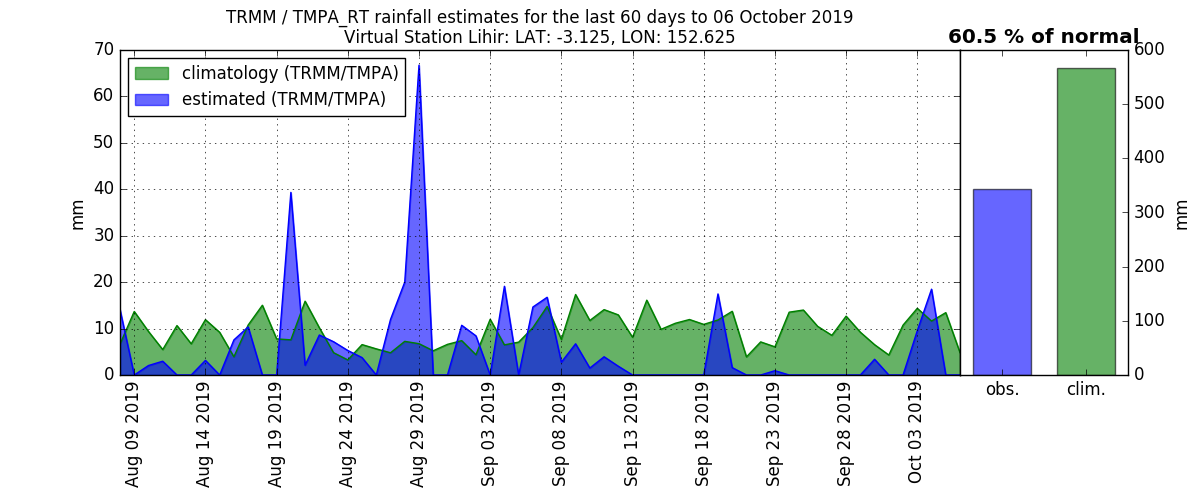 TRMM / TMPA_RT rainfall estimates for the last 60 days to 06 October 2019
Virtual Station Lihir: LAT: -3.125, LON: 152.625
60.5 % of normal
climatology (TRMM/TMPA)
estimated (TRMM/TMPA)
70
60
50
40
30
20
10
0
mm
Aug 09 2019
Aug 14 2019
Aug 19 2019
Aug 24 2019
Aug 29 2019
Sep 03 2019
Sep 08 2019
Sep 13 2019
Sep 18 2019
Sep 23 2019
Sep 28 2019
Oct 03 2019
obs.
clim.
600
500
400
300
200
100
0
mm